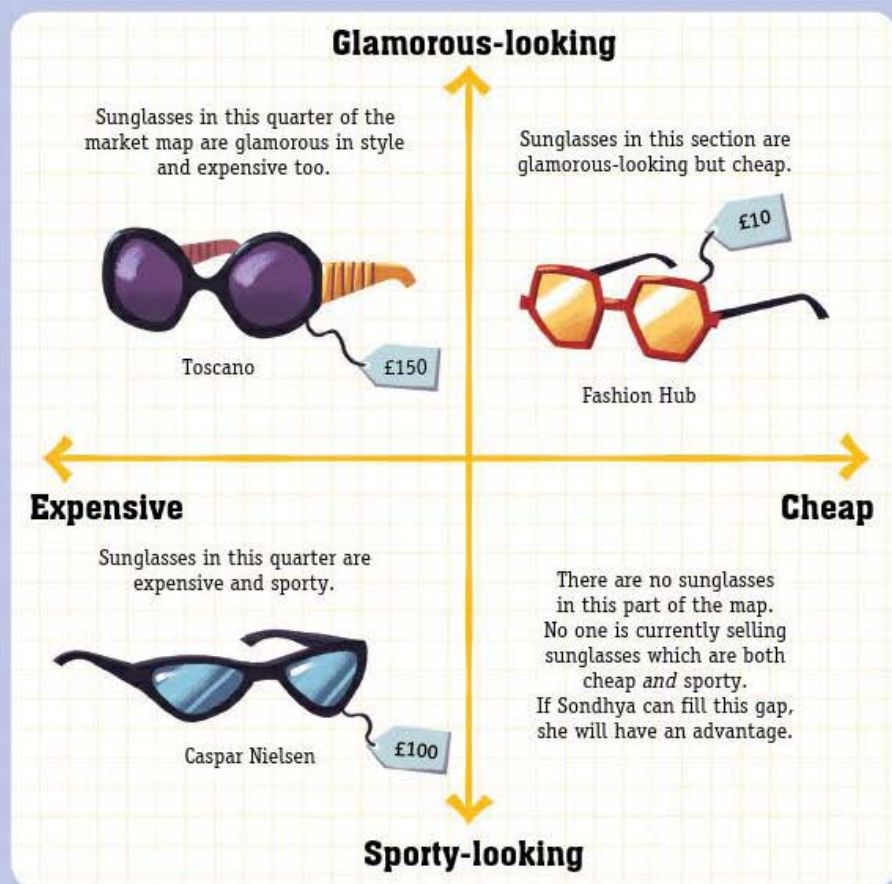 Glamorous-looking
Sunglasses in this quarter of the
market map are glamorous in style
and expensive too.
Sunglasses in this section are
glamorous-looking but cheap.
£10
Toscano
£150
Fashion Hub
Expensive
Cheap
Sunglasses in this quarter are
expensive and sporty.
There are no sunglasses
in this part of the map.
No one is currently selling
sunglasses which are both
cheap and sporty.
If Sondhya can fill this gap,
she will have an advantage.
Caspar Nielsen
£100
Sporty-looking